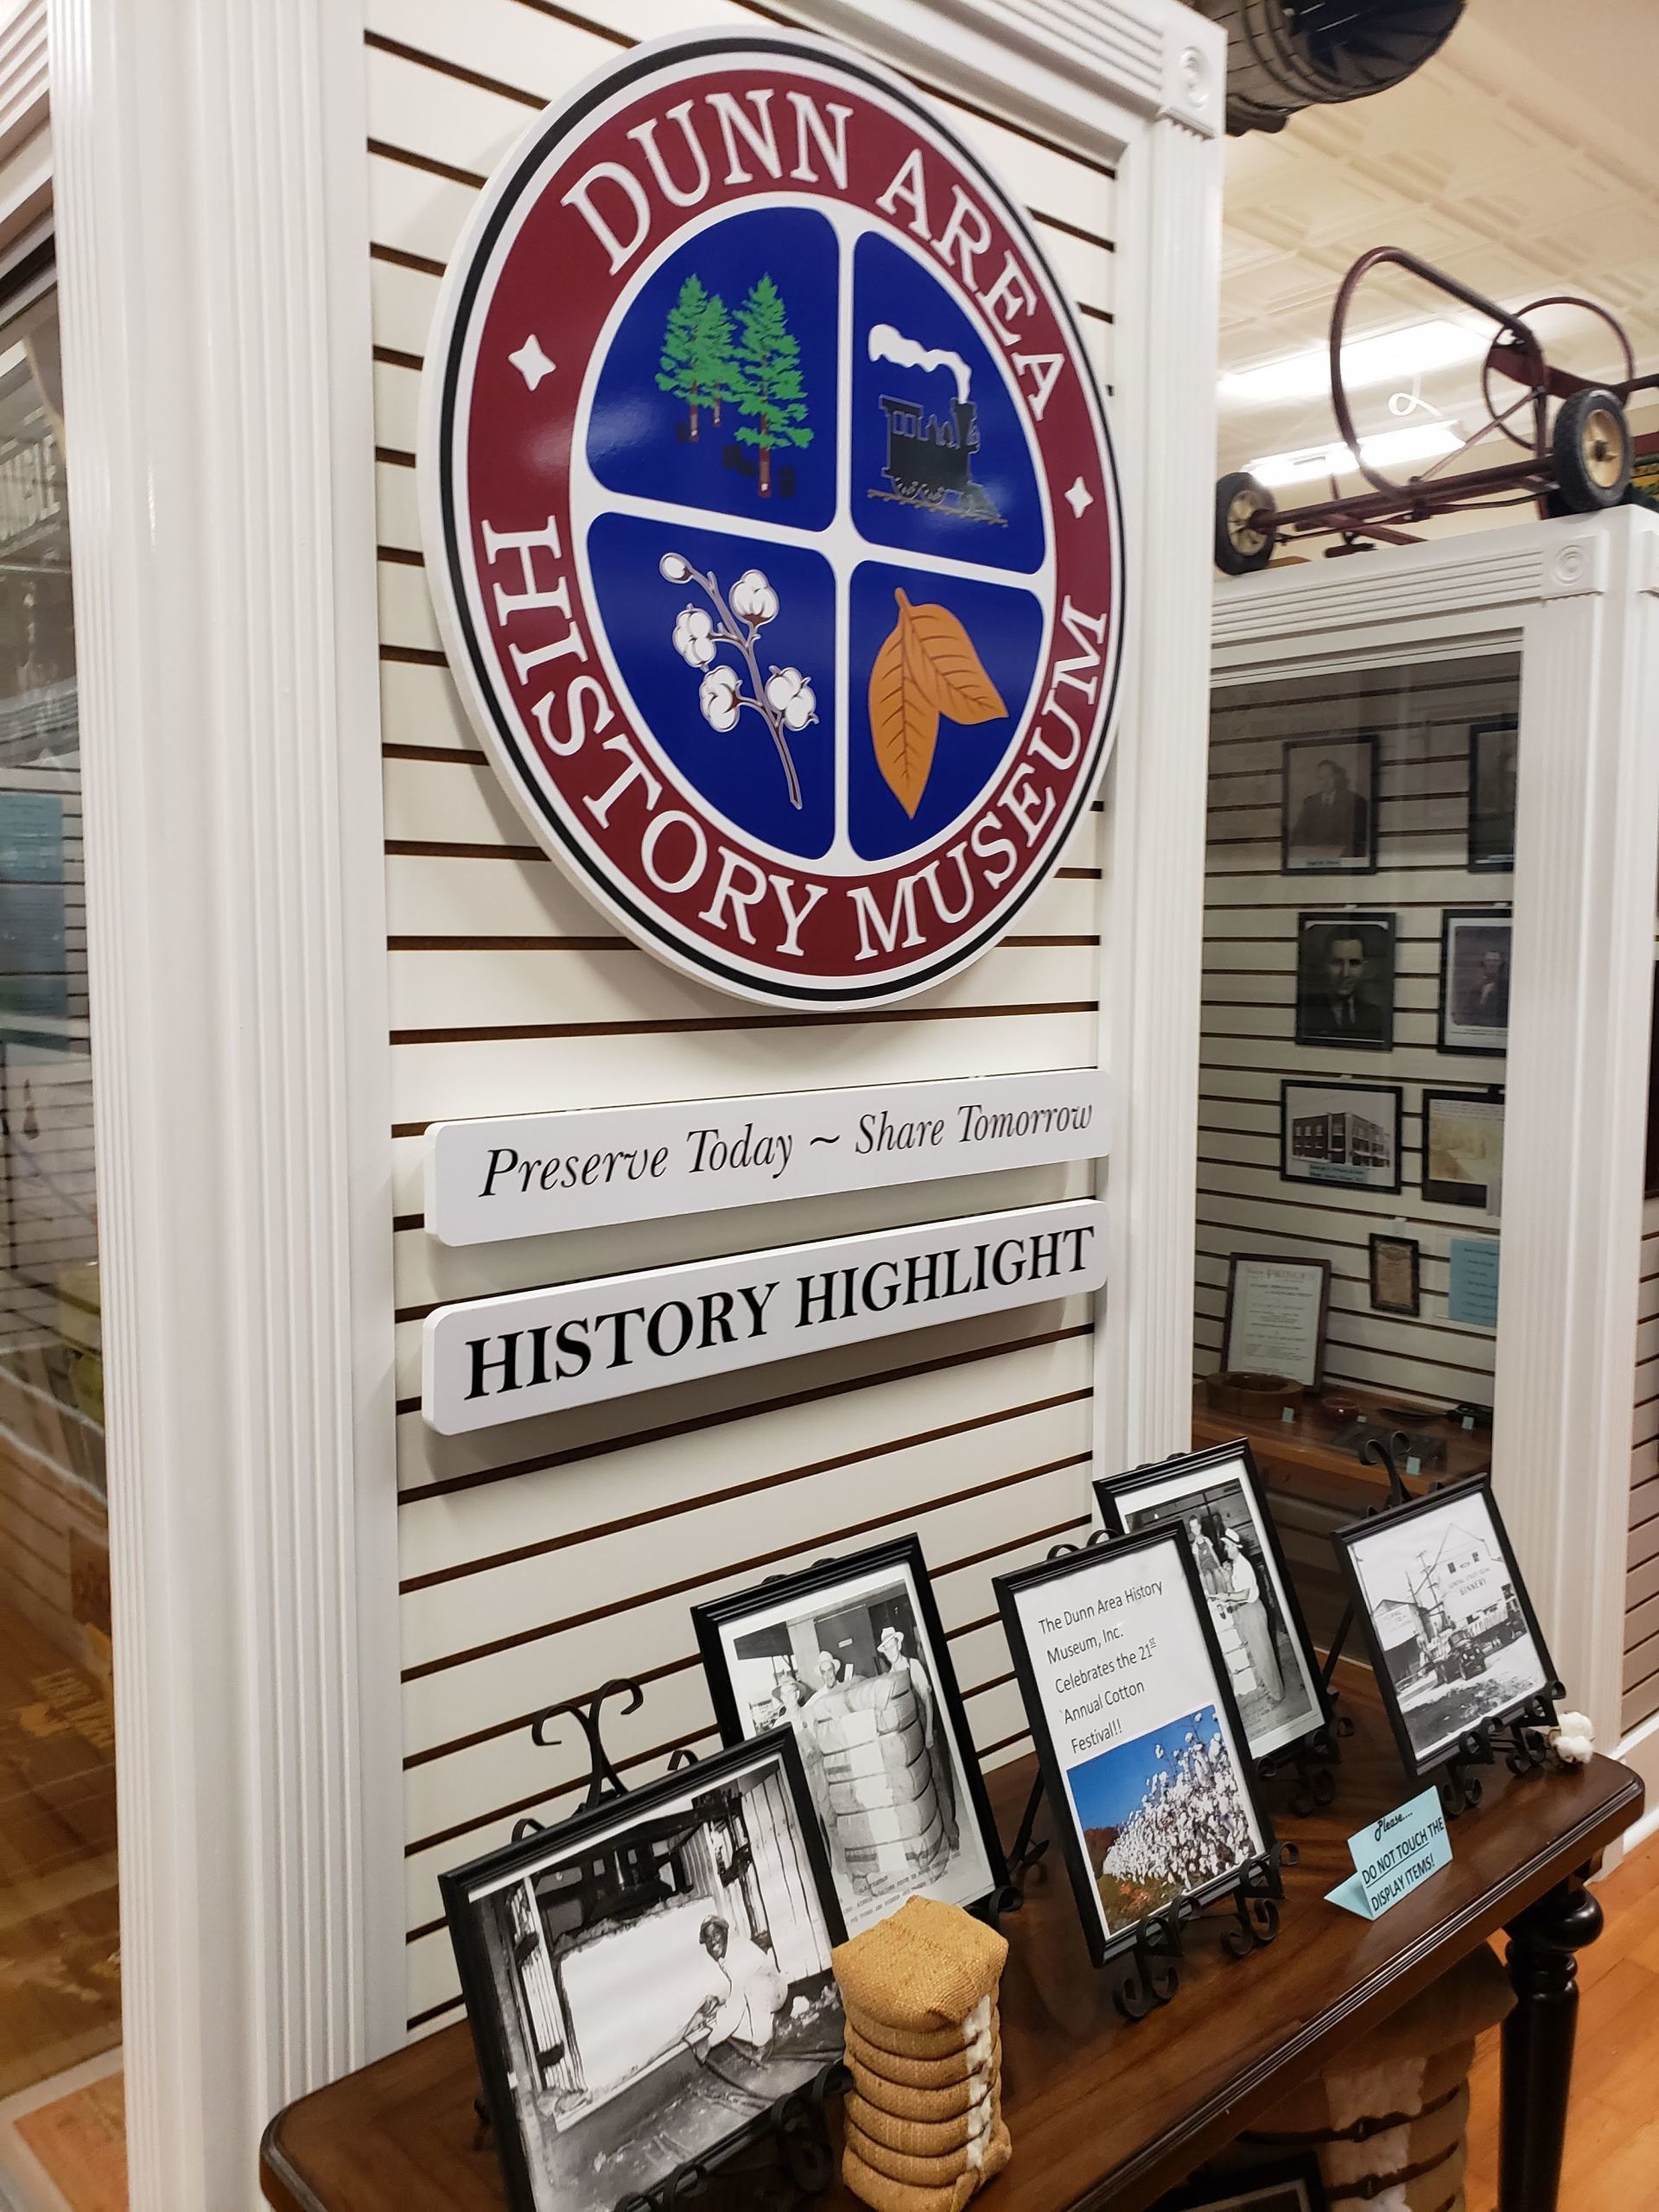 DUNN AREA
HISTORY MUSEUM
Preserve Today ~ Share Tomorrow
HISTORY HIGHLIGHT
The Dunn Area History
Museum, Inc.
Celebrates the 21st
Annual Cotton
Festival!!
Please....
DO NOT TOUCH THE
DISPLAY ITEMS!
GINNERY